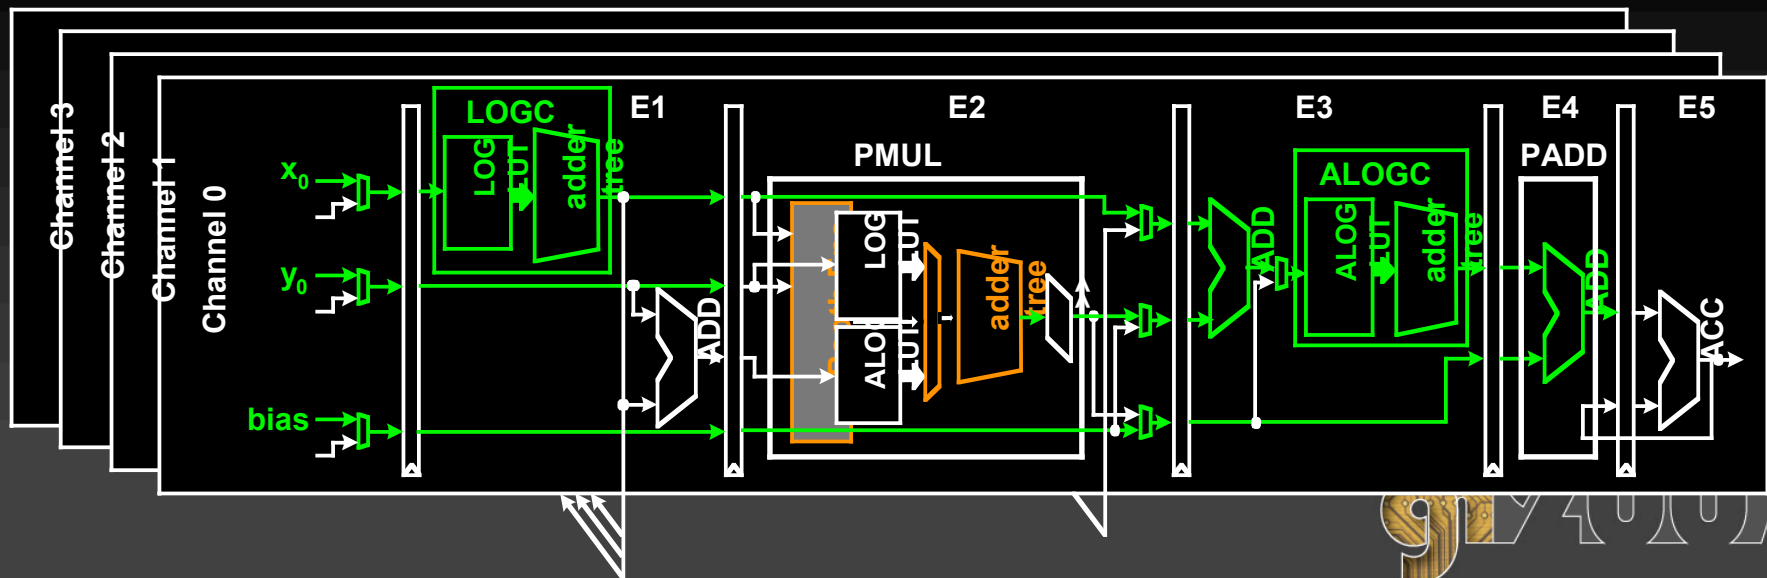 Channel 3
Channel 2
Channel 1
Channel 0
x0
y0
bias
LOGC
LOG
LUT
adder
tree
E1
ADD
E2
PMUL
LOG
LUT
ALOG
LUT
adder
tree
E3
ADD
ALOGC
ALOG
LUT
adder
tree
E4
PADD
ADD
E5
ACC